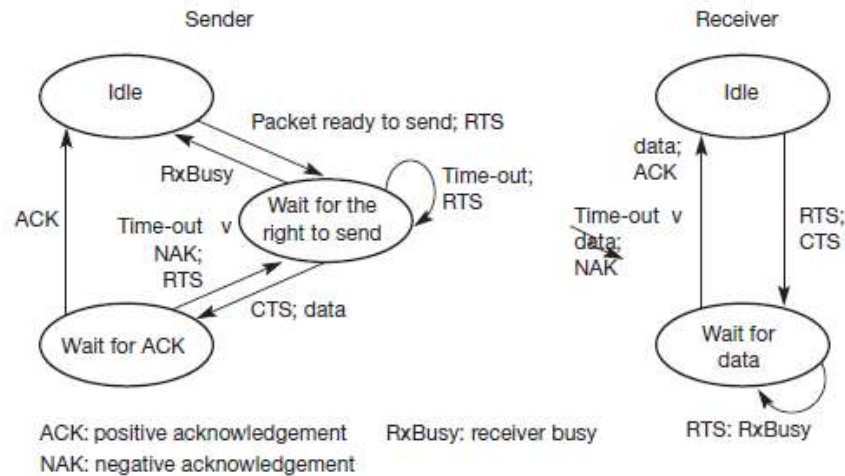 Sender
Receiver
Idle
Packet ready to send; RTS
RxBusy
Wait for the
right to send
Time-out;
RTS
ACK
Time-out v
NAK;
RTS
CTS; data
Wait for ACK
Idle
data;
ACK
Time-out v
data;
NAK
RTS;
CTS
Wait for
data
RTS: RxBusy
ACK: positive acknowledgement
RxBusy: receiver busy
NAK: negative acknowledgement